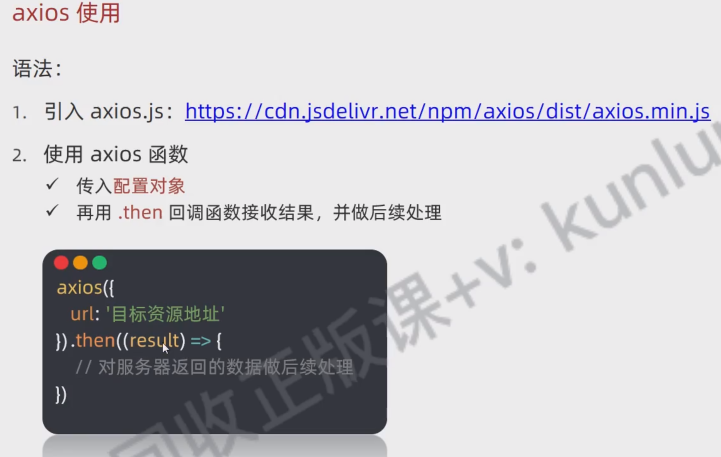 axios 使用
语法：
1. 引入 axios.js：https://cdn.jsdelivr.net/npm/axios/dist/axios.min.js
2. 使用 axios 函数
✓ 传入配置对象
✓ 再用 .then 回调函数接收结果，并做后续处理
axios({
url: '目标资源地址'
}).then((result) => {
// 对服务器返回的数据做后续处理
})
回收正版课+v: kunlu